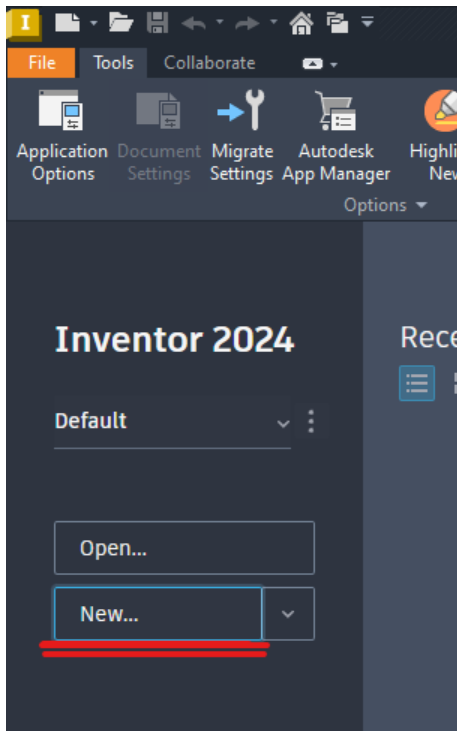 I
File Tools Collaborate
Application Document Migrate Autodesk
Options Settings Settings App Manager
Options
Inventor 2024
Default
Open...
New...